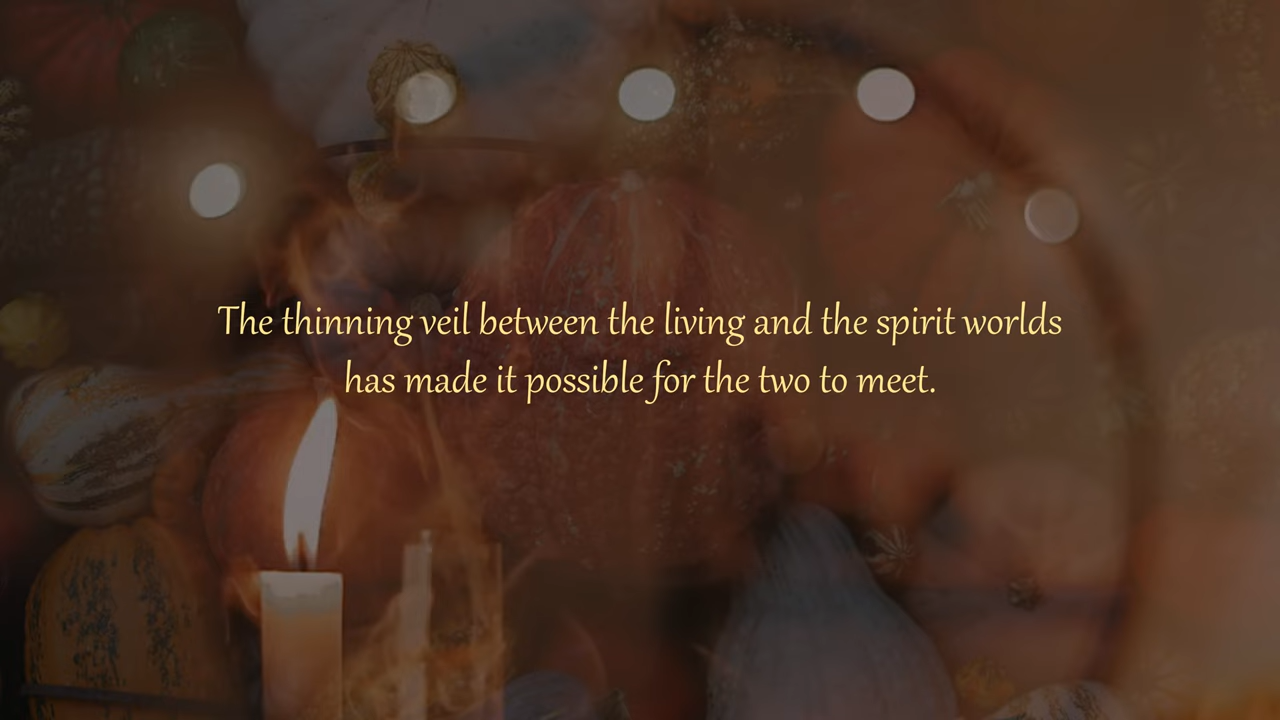 The thinning veil between the living and the spirit worlds
has made it possible for the two to meet.